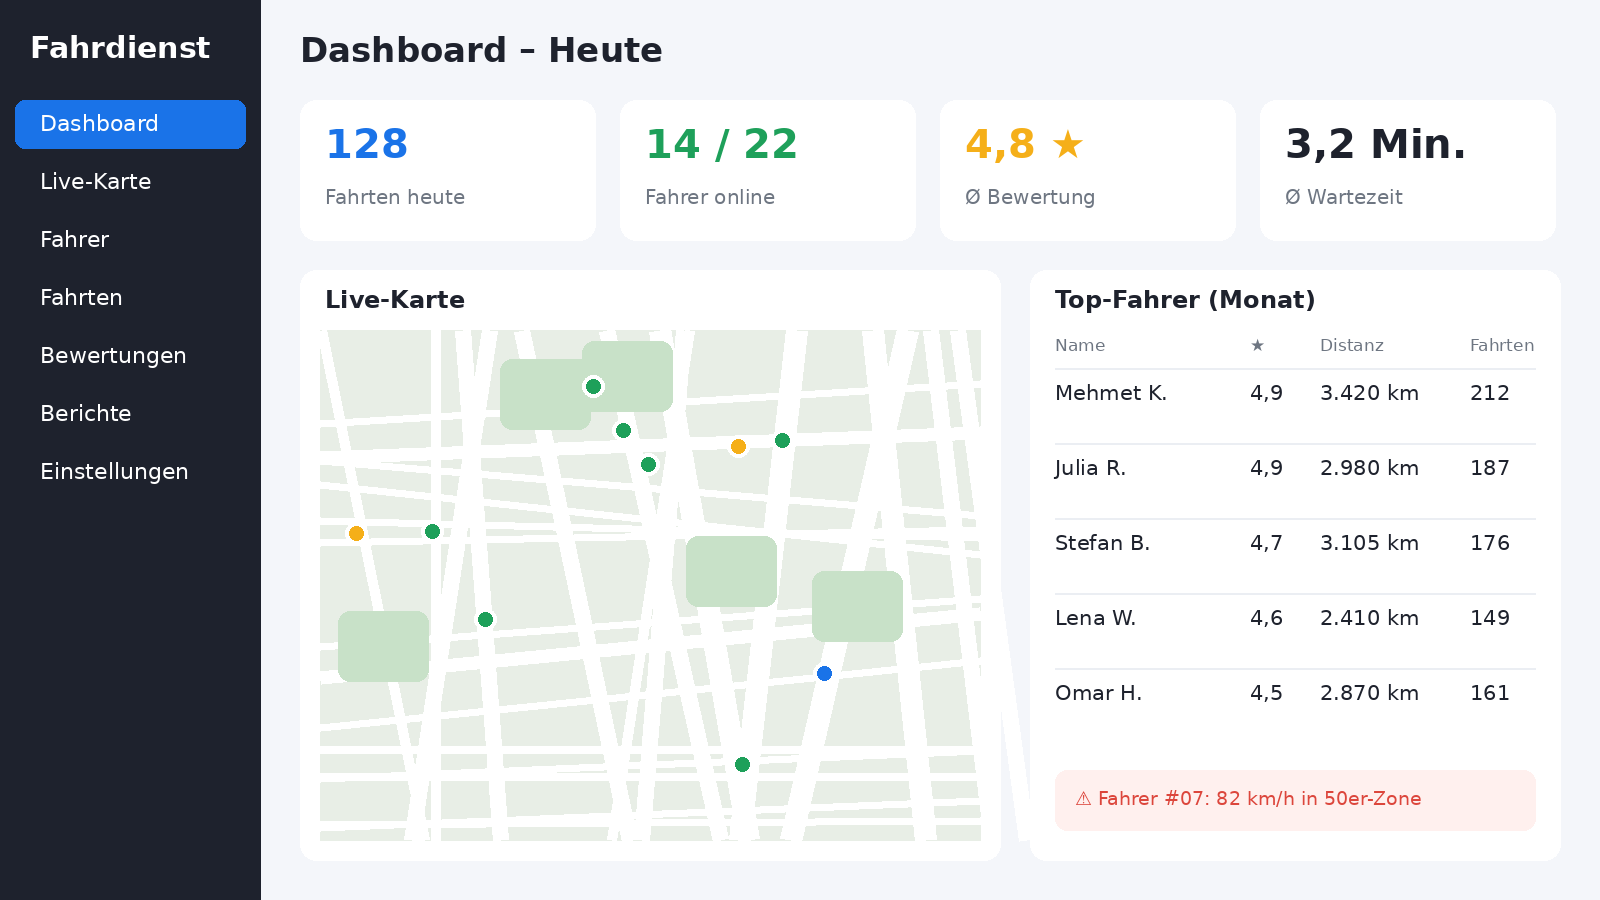 Fahrdienst
Dashboard
Live-Karte
Fahrer
Fahrten
Bewertungen
Berichte
Einstellungen
Dashboard – Heute
128
Fahrten heute
14 / 22
Fahrer online
4,8 ★
Ø Bewertung
3,2 Min.
Ø Wartezeit
Live-Karte
Top-Fahrer (Monat)
Name ★ Distanz Fahrten
Mehmet K. 4,9 3.420 km 212
Julia R. 4,9 2.980 km 187
Stefan B. 4,7 3.105 km 176
Lena W. 4,6 2.410 km 149
Omar H. 4,5 2.870 km 161
⚠ Fahrer #07: 82 km/h in 50er-Zone